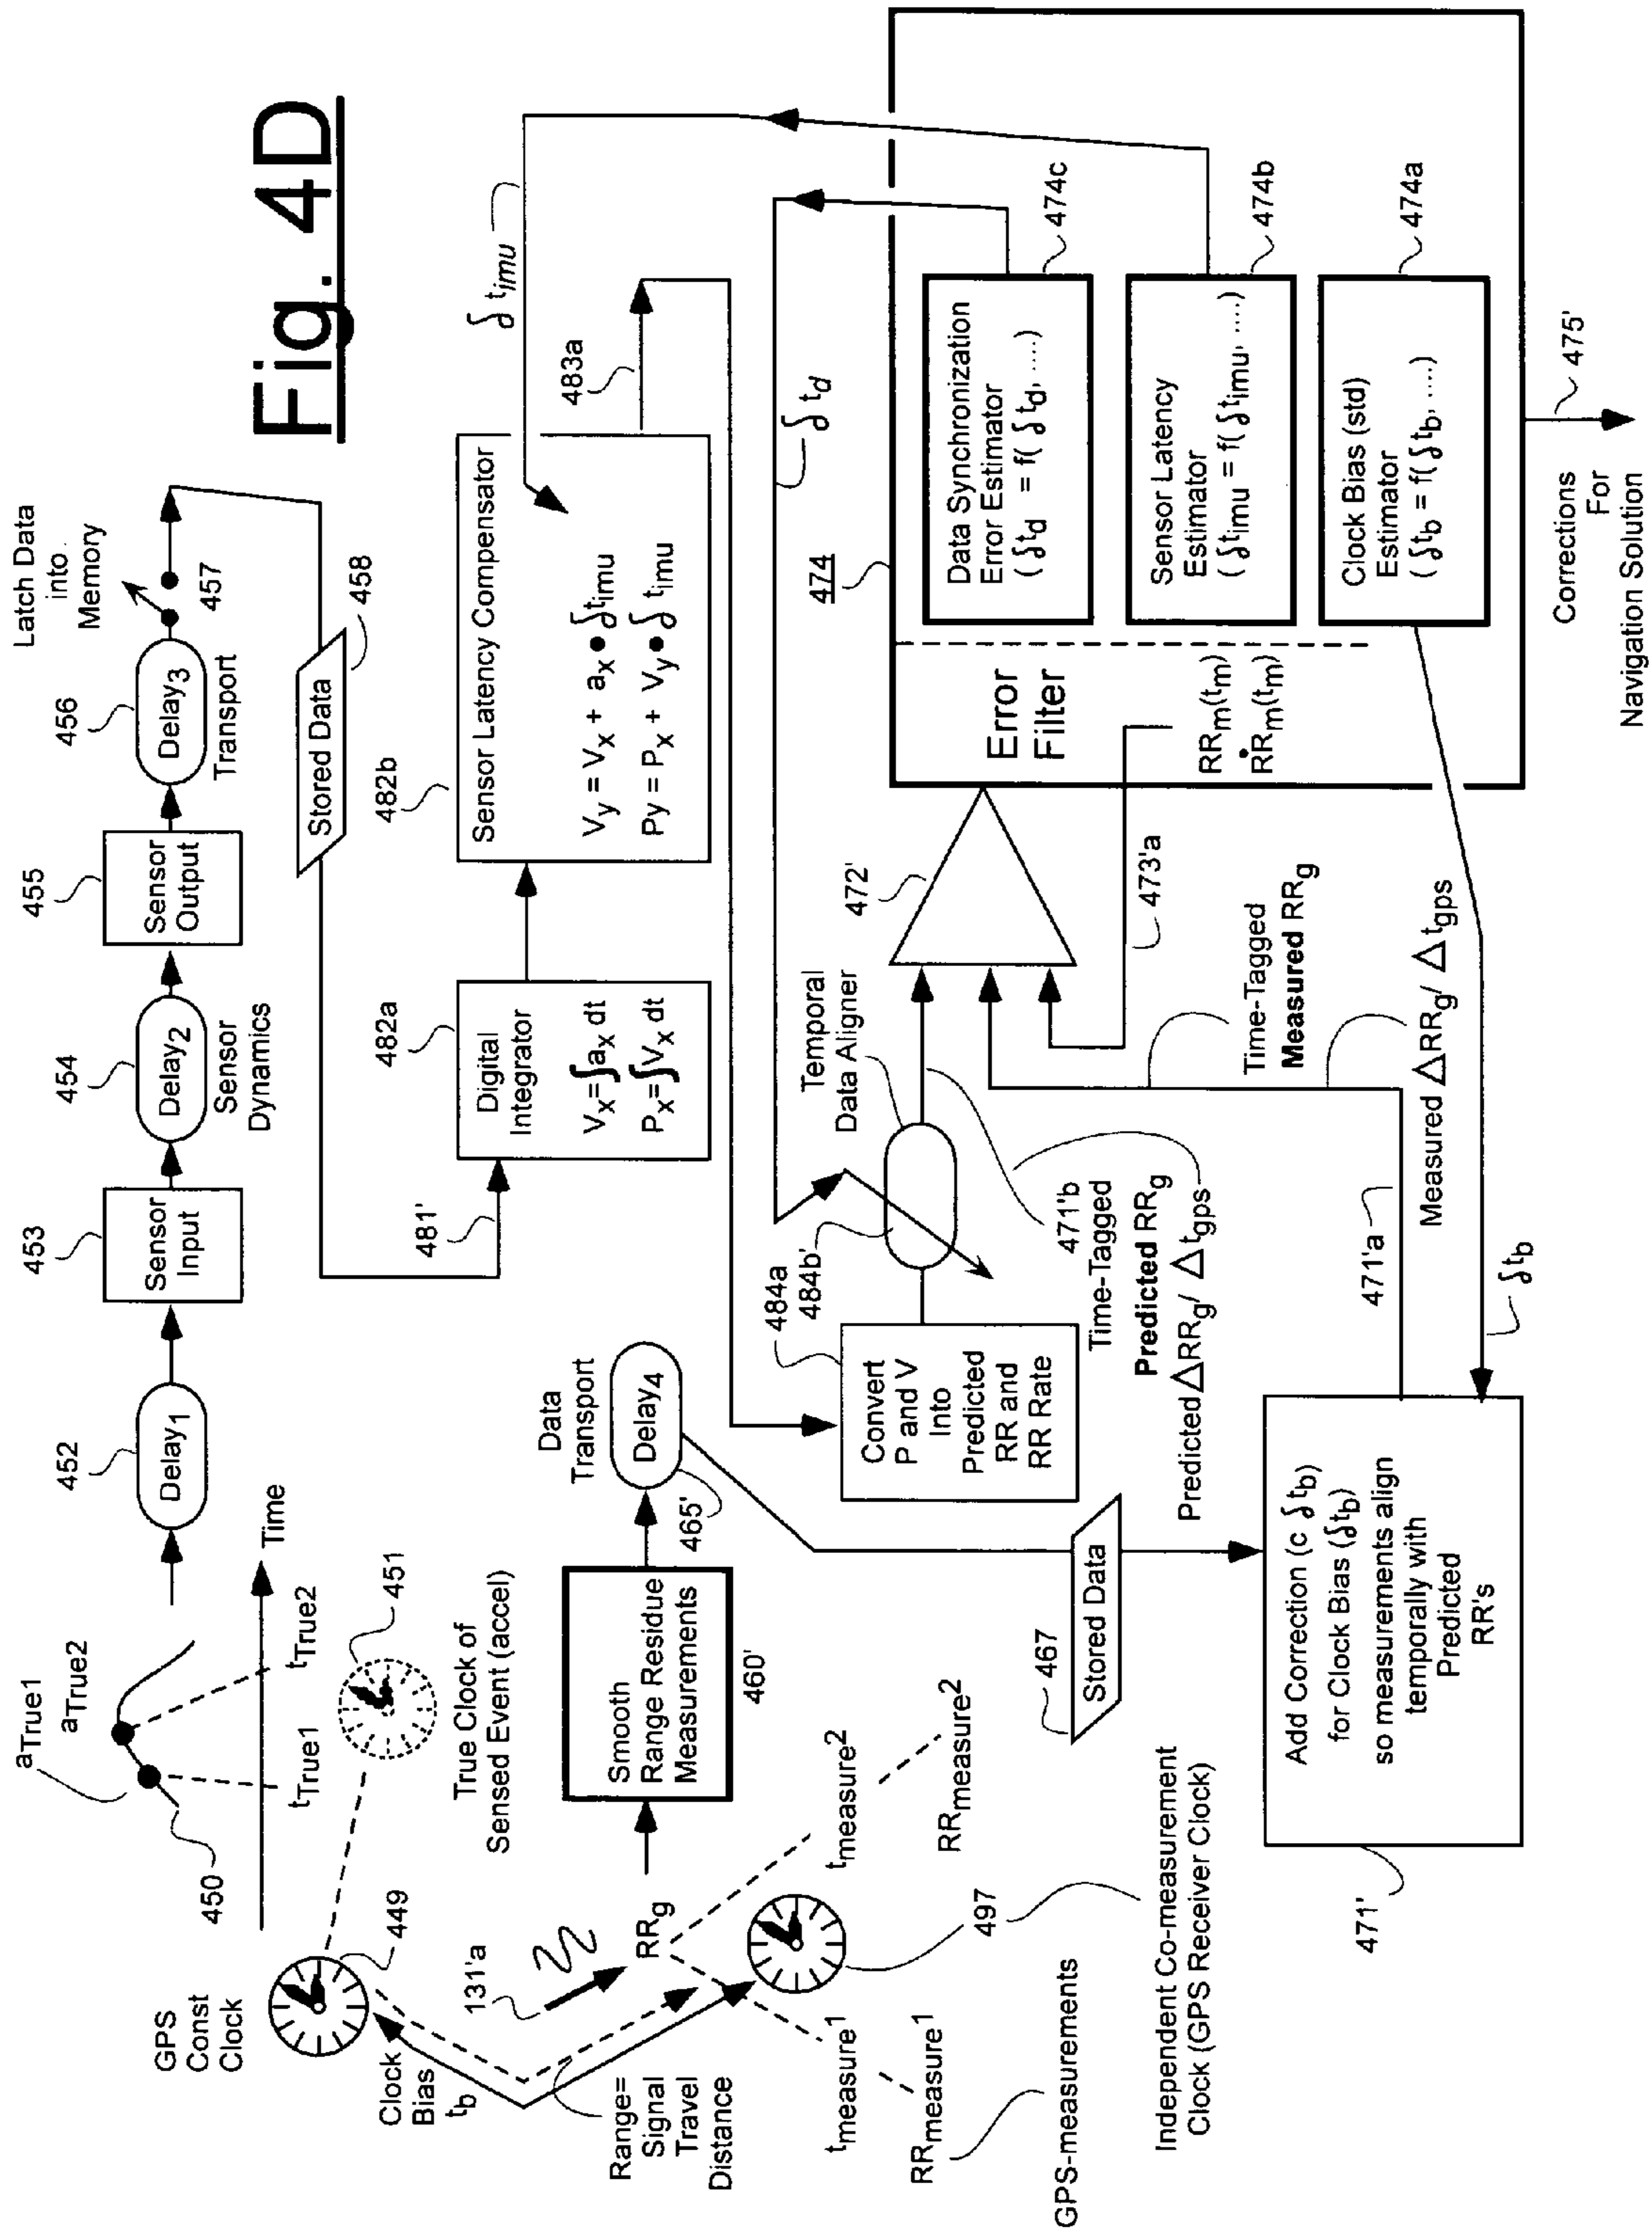 Fig. 4D
aTrue1
aTrue2
450
tTrue1
tTrue2
Time
GPS
Const
Clock
449
451
True Clock of
Sensed Event (accel)
452
Delay1
453
Sensor
Input
454
Delay2
Sensor
Dynamics
455
Sensor
Output
456
Delay3
Transport
Latch Data
into
Memory
457
458
Stored Data
481'
482a
Digital
Integrator
Vx=∫ax dt
Px=∫Vx dt
482b
Sensor Latency Compensator
Vy = Vx + ax • ∂timu
Py = Px + Vy • ∂ timu
483a
∂ timu
∂ td
Clock
Bias
tb
Range=
Signal
Travel
Distance
131'a
RRg
tmeasure1
RRmeasure1
tmeasure2
RRmeasure2
GPS-measurements
497
Independent Co-measurement
Clock (GPS Receiver Clock)
Smooth
Range Residue
Measurements
460'
Data
Transport
Delay4
465'
467
Stored Data
484a
484b'
Convert
P and V
Into
Predicted
RR and
RR Rate
Temporal
Data Aligner
471'b
Time-Tagged
Predicted RRg
Predicted ΔRRg/ Δtgps
472'
473'a
Time-Tagged
Measured RRg
Measured ΔRRg/ Δtgps
471'a
∂tb
471'
Add Correction (c ∂tb)
for Clock Bias (∂tb)
so measurements align
temporally with
Predicted
RR's
474
Error
Filter
RRm(tm)
ṘRm(tm)
Data Synchronization
Error Estimator
(∂td = f( ∂td, ....)
474c
Sensor Latency
Estimator
(∂timu = f(∂timu, ....)
474b
Clock Bias (std)
Estimator
(∂tb = f(∂tb, ....)
474a
475'
Corrections
For
Navigation Solution